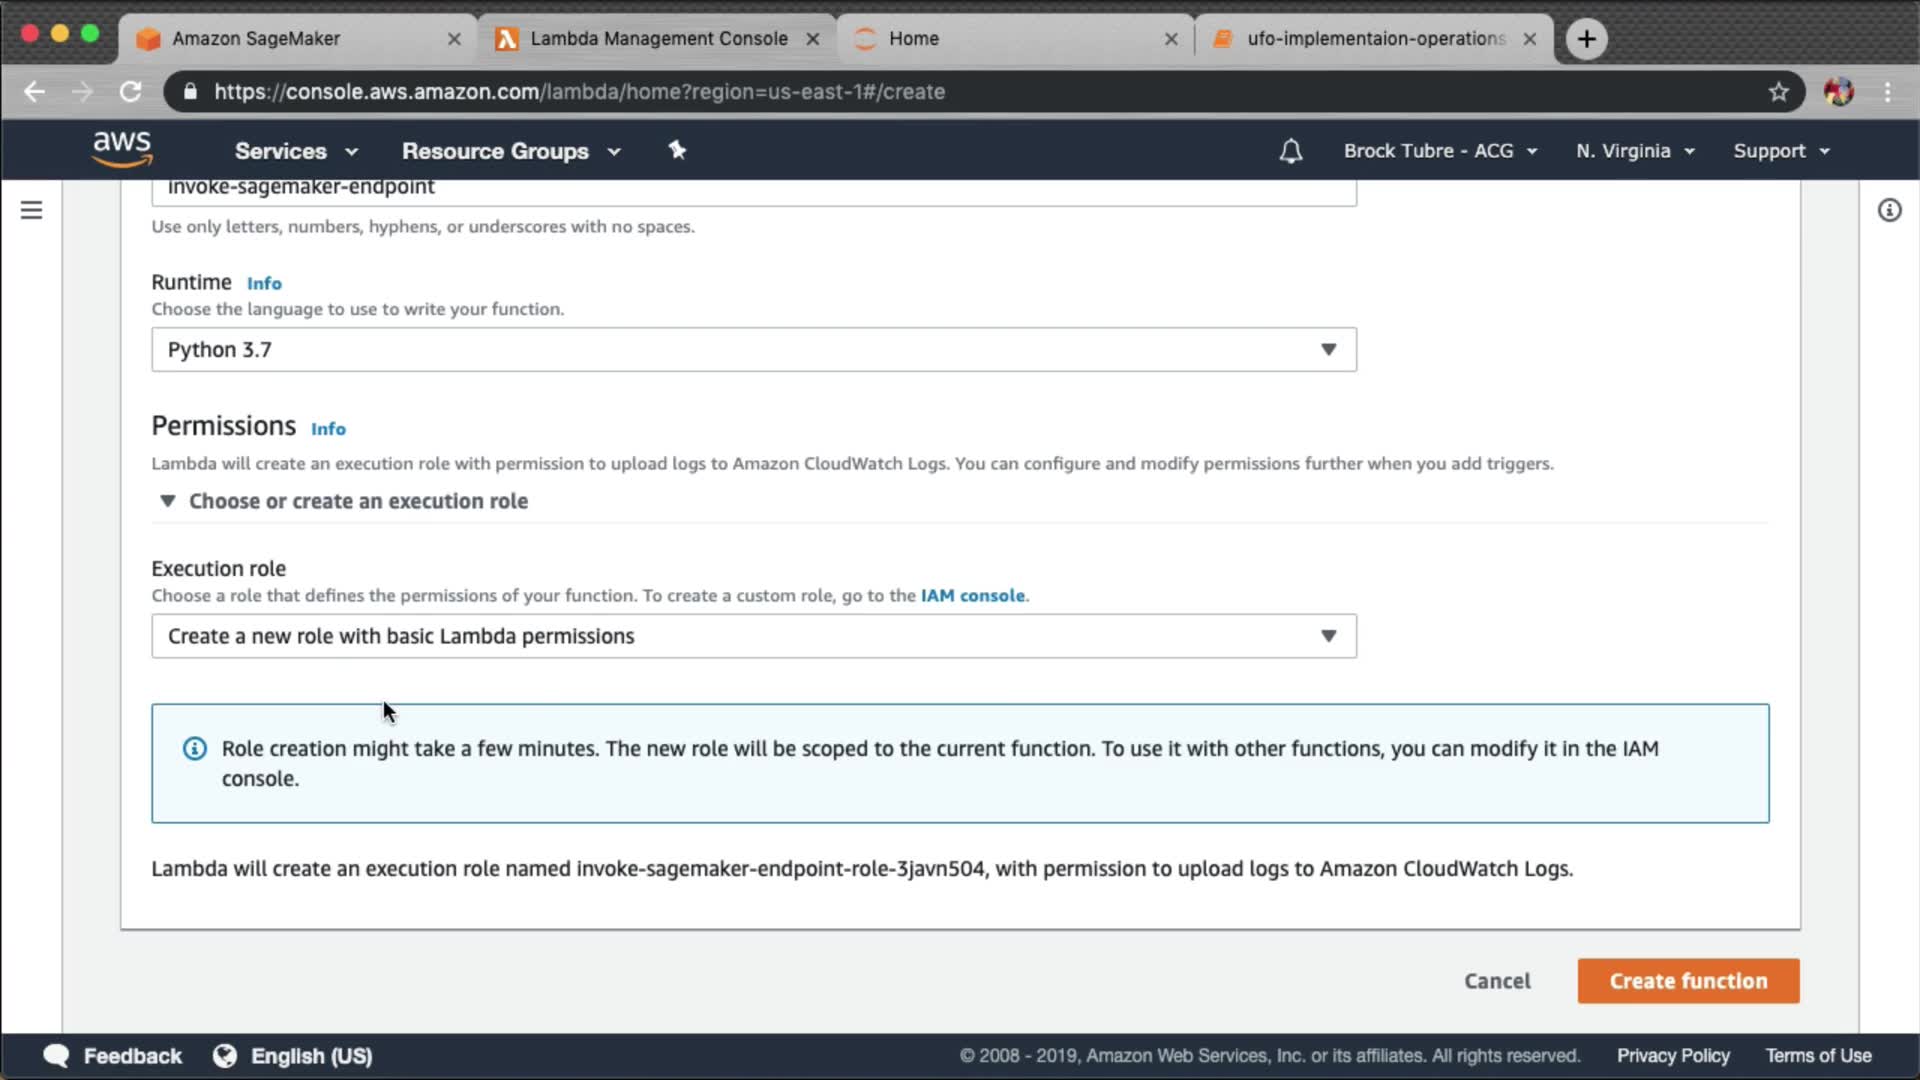 Amazon SageMaker
Lambda Management Console
Home
ufo-implementaion-operations
https://console.aws.amazon.com/lambda/home?region=us-east-1#/create
aws
Services
Resource Groups
Brock Tubre - ACG
N. Virginia
Support
invoke-sagemaker-endpoint
Use only letters, numbers, hyphens, or underscores with no spaces.
Runtime Info
Choose the language to use to write your function.
Python 3.7
Permissions Info
Lambda will create an execution role with permission to upload logs to Amazon CloudWatch Logs. You can configure and modify permissions further when you add triggers.
Choose or create an execution role
Execution role
Choose a role that defines the permissions of your function. To create a custom role, go to the IAM console.
Create a new role with basic Lambda permissions
Role creation might take a few minutes. The new role will be scoped to the current function. To use it with other functions, you can modify it in the IAM
console.
Lambda will create an execution role named invoke-sagemaker-endpoint-role-3javn504, with permission to upload logs to Amazon CloudWatch Logs.
Cancel
Create function
Feedback
English (US)
© 2008 - 2019, Amazon Web Services, Inc. or its affiliates. All rights reserved.
Privacy Policy
Terms of Use